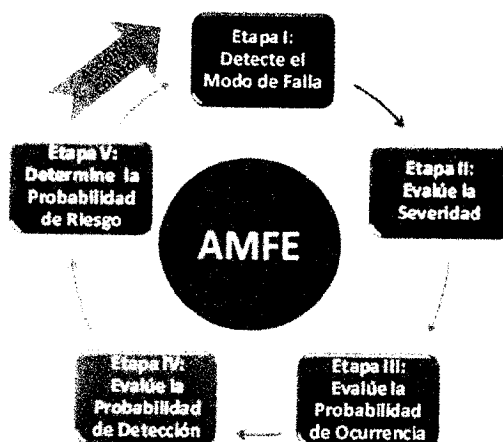 Etapa I:
Detecte el
Modo de Falla
Etapa II:
Evalúe la
Severidad
Etapa III:
Evalúe la
Probabilidad
de Ocurrencia
Etapa IV:
Evalúe la
Probabilidad
de Detección
Etapa V:
Determine la
Probabilidad
de Riesgo
AMFE